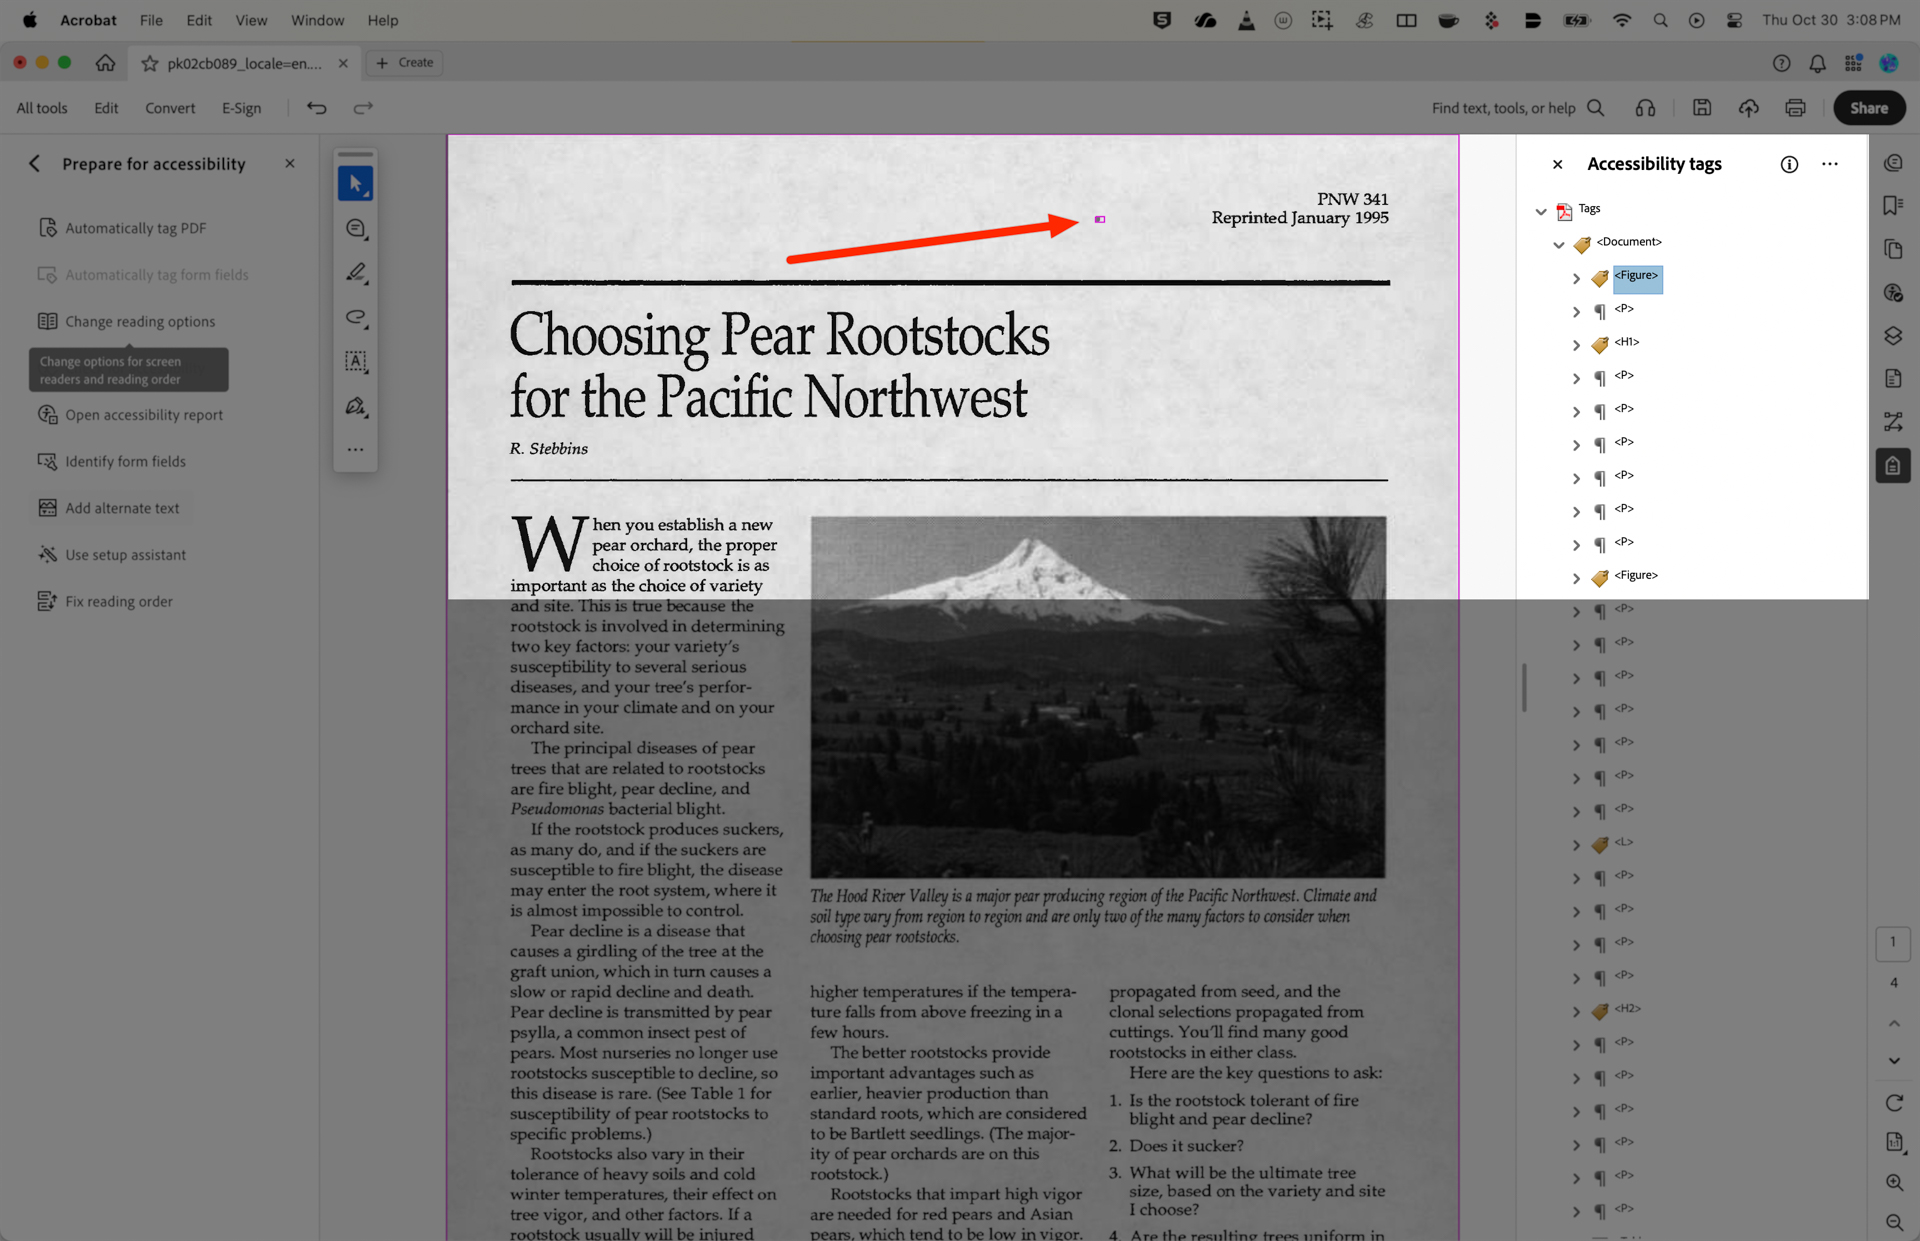 Acrobat File Edit View Window Help
Thu Oct 30 3:08 PM
pk02cb089_locale=en....
Create
All tools Edit Convert E-Sign
Find text, tools, or help
Share
Prepare for accessibility
Automatically tag PDF
Automatically tag form fields
Change reading options
Change options for screen
readers and reading order
Open accessibility report
Identify form fields
Add alternate text
Use setup assistant
Fix reading order
PNW 341
Reprinted January 1995
Choosing Pear Rootstocks
for the Pacific Northwest
R. Stebbins
When you establish a new
pear orchard, the proper
choice of rootstock is as
important as the choice of variety
and site. This is true because the
rootstock is involved in determining
two key factors: your variety's
susceptibility to several serious
diseases, and your tree's perfor-
mance in your climate and on your
orchard site.
The principal diseases of pear
trees that are related to rootstocks
are fire blight, pear decline, and
Pseudomonas bacterial blight.
If the rootstock produces suckers,
as many do, and if the suckers are
susceptible to fire blight, the disease
may enter the root system, where it
is almost impossible to control.
Pear decline is a disease that
causes a girdling of the tree at the
graft union, which in turn causes a
slow or rapid decline and death.
Pear decline is transmitted by pear
psylla, a common insect pest of
pears. Most nurseries no longer use
rootstocks susceptible to decline, so
this disease is rare. (See Table 1 for
susceptibility of pear rootstocks to
specific problems.)
Rootstocks also vary in their
tolerance of heavy soils and cold
winter temperatures, their effect on
tree vigor, and other factors. If a
rootstock usually will be injured
The Hood River Valley is a major pear producing region of the Pacific Northwest. Climate and
soil type vary from region to region and are only two of the many factors to consider when
choosing pear rootstocks.
higher temperatures if the tempera-
ture falls from above freezing in a
few hours.
The better rootstocks provide
important advantages such as
earlier, heavier production than
standard roots, which are considered
to be Bartlett seedlings. (The major-
ity of pear orchards are on this
rootstock.)
Rootstocks that impart high vigor
are needed for red pears and Asian
pears, which tend to be low in vigor.
propagated from seed, and the
clonal selections propagated from
cuttings. You'll find many good
rootstocks in either class.
Here are the key questions to ask:
1. Is the rootstock tolerant of fire
blight and pear decline?
2. Does it sucker?
3. What will be the ultimate tree
size, based on the variety and site
I choose?
4. Are the resulting trees uniform in
Accessibility tags
Tags
<Document>
<Figure>
<P>
<H1>
<P>
<P>
<P>
<P>
<P>
<P>
<Figure>
<P>
<P>
<P>
<P>
<P>
<P>
<P>
<L>
<P>
<P>
<P>
<P>
<H2>
<P>
<P>
<P>
<P>
<P>
<P>
1
4